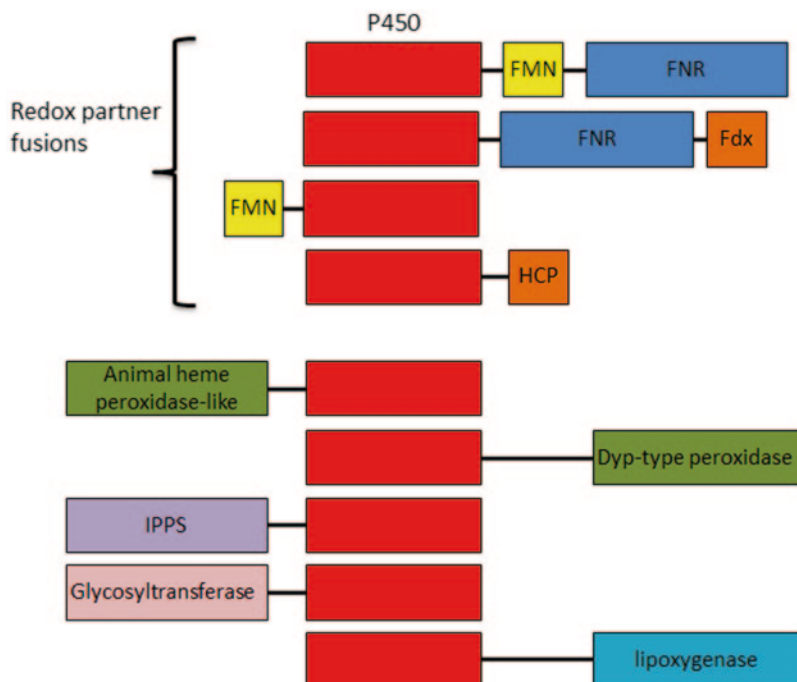 P450
FMN
FNR
Redox partner
fusions
FNR
Fdx
FMN
HCP
Animal heme
peroxidase-like
Dyp-type peroxidase
IPPS
Glycosyltransferase
lipoxygenase